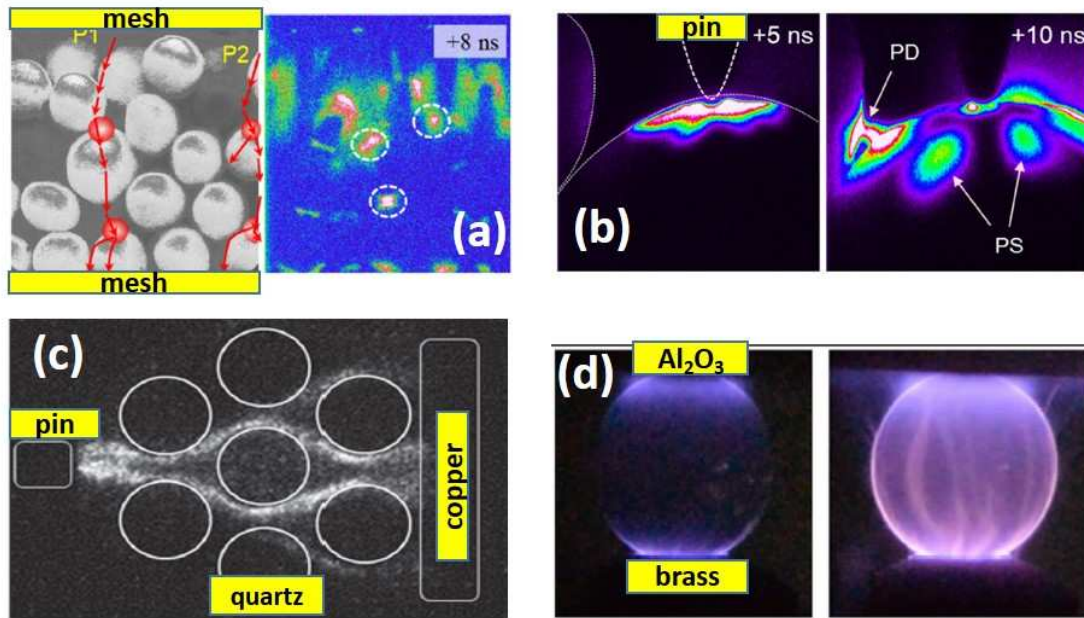 mesh
P1
P2
mesh
+8 ns
(a)
pin
+5 ns
(b)
+10 ns
PD
PS
(c)
pin
quartz
copper
(d)
Al₂O₃
brass